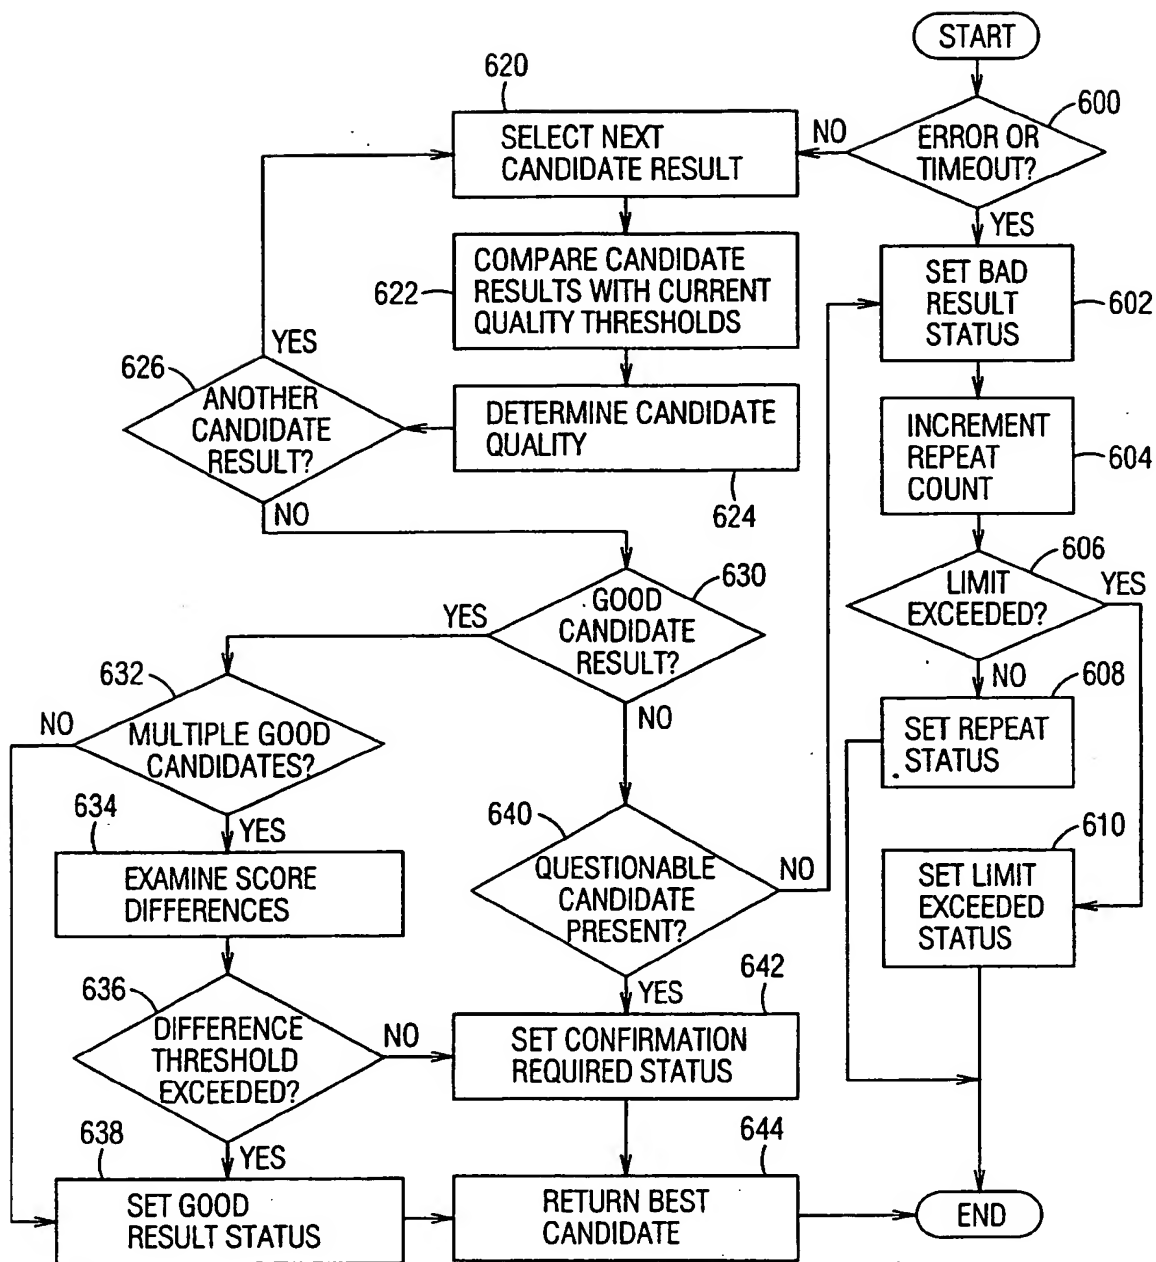 START
620
600
SELECT NEXT
CANDIDATE RESULT
NO
ERROR OR
TIMEOUT?
YES
COMPARE CANDIDATE
RESULTS WITH CURRENT
QUALITY THRESHOLDS
622
SET BAD
RESULT
STATUS
602
YES
626
ANOTHER
CANDIDATE
RESULT?
DETERMINE CANDIDATE
QUALITY
624
INCREMENT
REPEAT
COUNT
604
NO
606
LIMIT
EXCEEDED?
YES
630
GOOD
CANDIDATE
RESULT?
YES
NO
632
NO
MULTIPLE GOOD
CANDIDATES?
YES
NO
608
SET REPEAT
STATUS
634
EXAMINE SCORE
DIFFERENCES
640
QUESTIONABLE
CANDIDATE
PRESENT?
NO
610
SET LIMIT
EXCEEDED
STATUS
YES
636
DIFFERENCE
THRESHOLD
EXCEEDED?
NO
642
SET CONFIRMATION
REQUIRED STATUS
YES
638
SET GOOD
RESULT STATUS
644
RETURN BEST
CANDIDATE
END